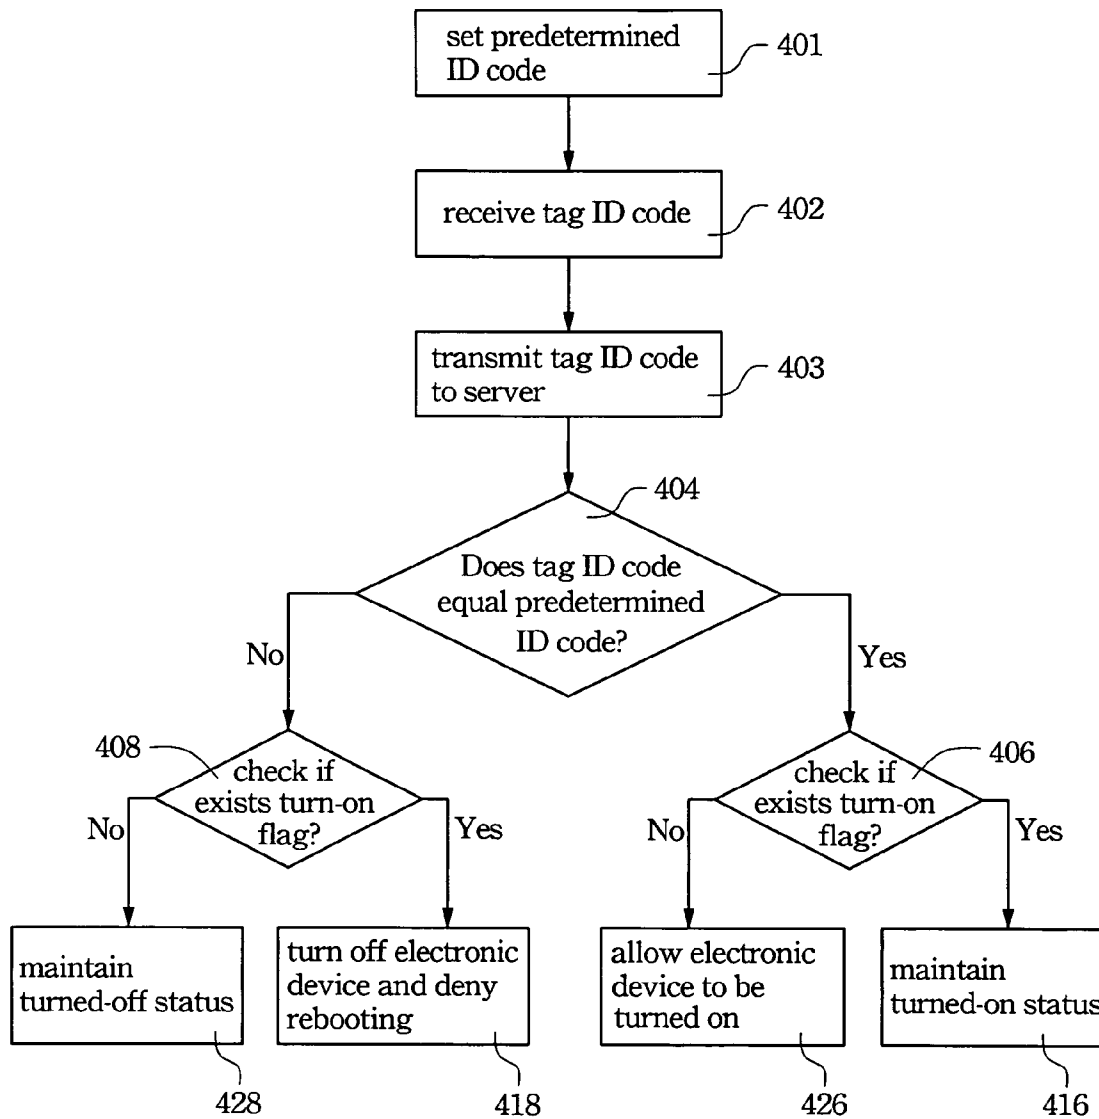 set predetermined
ID code
401
receive tag ID code
402
transmit tag ID code
to server
403
404
Does tag ID code
equal predetermined
ID code?
No
Yes
408
check if
exists turn-on
flag?
No
Yes
406
check if
exists turn-on
flag?
No
Yes
maintain
turned-off status
428
turn off electronic
device and deny
rebooting
418
allow electronic
device to be
turned on
426
maintain
turned-on status
416